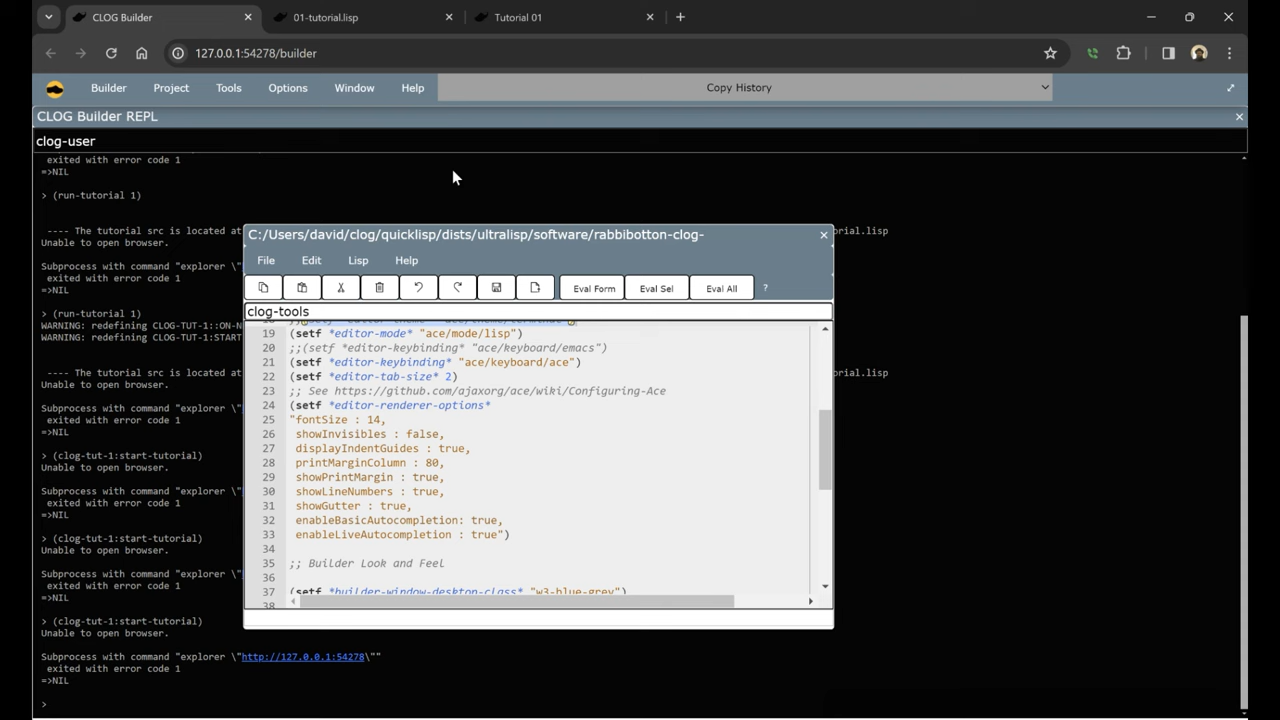 CLOG Builder
01-tutorial.lisp
Tutorial 01
127.0.0.1:54278/builder
Builder Project Tools Options Window Help Copy History
CLOG Builder REPL
clog-user
exited with error code 1
=>NIL
> (run-tutorial 1)
---- The tutorial src is located at
Unable to open browser.
Subprocess with command "explorer \"
exited with error code 1
=>NIL
> (run-tutorial 1)
WARNING: redefining CLOG-TUT-1::ON-N
WARNING: redefining CLOG-TUT-1:START
---- The tutorial src is located at
Unable to open browser.
Subprocess with command "explorer \"
exited with error code 1
=>NIL
> (clog-tut-1:start-tutorial)
Unable to open browser.
Subprocess with command "explorer \"
exited with error code 1
=>NIL
> (clog-tut-1:start-tutorial)
Unable to open browser.
Subprocess with command "explorer \"
exited with error code 1
=>NIL
> (clog-tut-1:start-tutorial)
Unable to open browser.
Subprocess with command "explorer \"http://127.0.0.1:54278\""
exited with error code 1
=>NIL
>
orial.lisp
orial.lisp
C:/Users/david/clog/quicklisp/dists/ultralisp/software/rabbibotton-clog-
File Edit Lisp Help
Eval Form Eval Sel Eval All ?
clog-tools
19 (setf *editor-mode* "ace/mode/lisp")
20 ;;(setf *editor-keybinding* "ace/keyboard/emacs")
21 (setf *editor-keybinding* "ace/keyboard/ace")
22 (setf *editor-tab-size* 2)
23 ;; See https://github.com/ajaxorg/ace/wiki/Configuring-Ace
24 (setf *editor-renderer-options*
25 "fontSize : 14,
26 showInvisibles : false,
27 displayIndentGuides : true,
28 printMarginColumn : 80,
29 showPrintMargin : true,
30 showLineNumbers : true,
31 showGutter : true,
32 enableBasicAutocompletion: true,
33 enableLiveAutocompletion : true")
34
35 ;; Builder Look and Feel
36
37 (setf *builder-window-desktop-class* "w3-blue-grey")
38